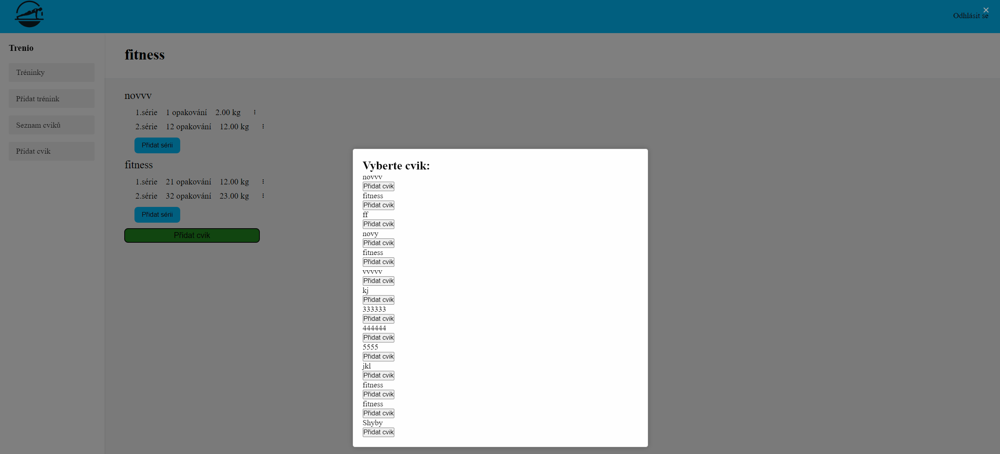 Odhlásit se
Trenio
Tréninky
Přidat trénink
Seznam cviků
Přidat cvik
fitness
novvv
1.série 1 opakování 2.00 kg
2.série 12 opakování 12.00 kg
Přidat sérii
fitness
1.série 21 opakování 12.00 kg
2.série 32 opakování 23.00 kg
Přidat sérii
Přidat cvik
Vyberte cvik:
novvv
Přidat cvik
fitness
Přidat cvik
ff
Přidat cvik
novy
Přidat cvik
fitness
Přidat cvik
vvvvv
Přidat cvik
kj
Přidat cvik
333333
Přidat cvik
444444
Přidat cvik
5555
Přidat cvik
jkl
Přidat cvik
fitness
Přidat cvik
fitness
Přidat cvik
Shyby
Přidat cvik